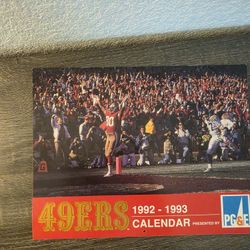 49ERS 1992 - 1993
CALENDAR PRESENTED BY PG&E